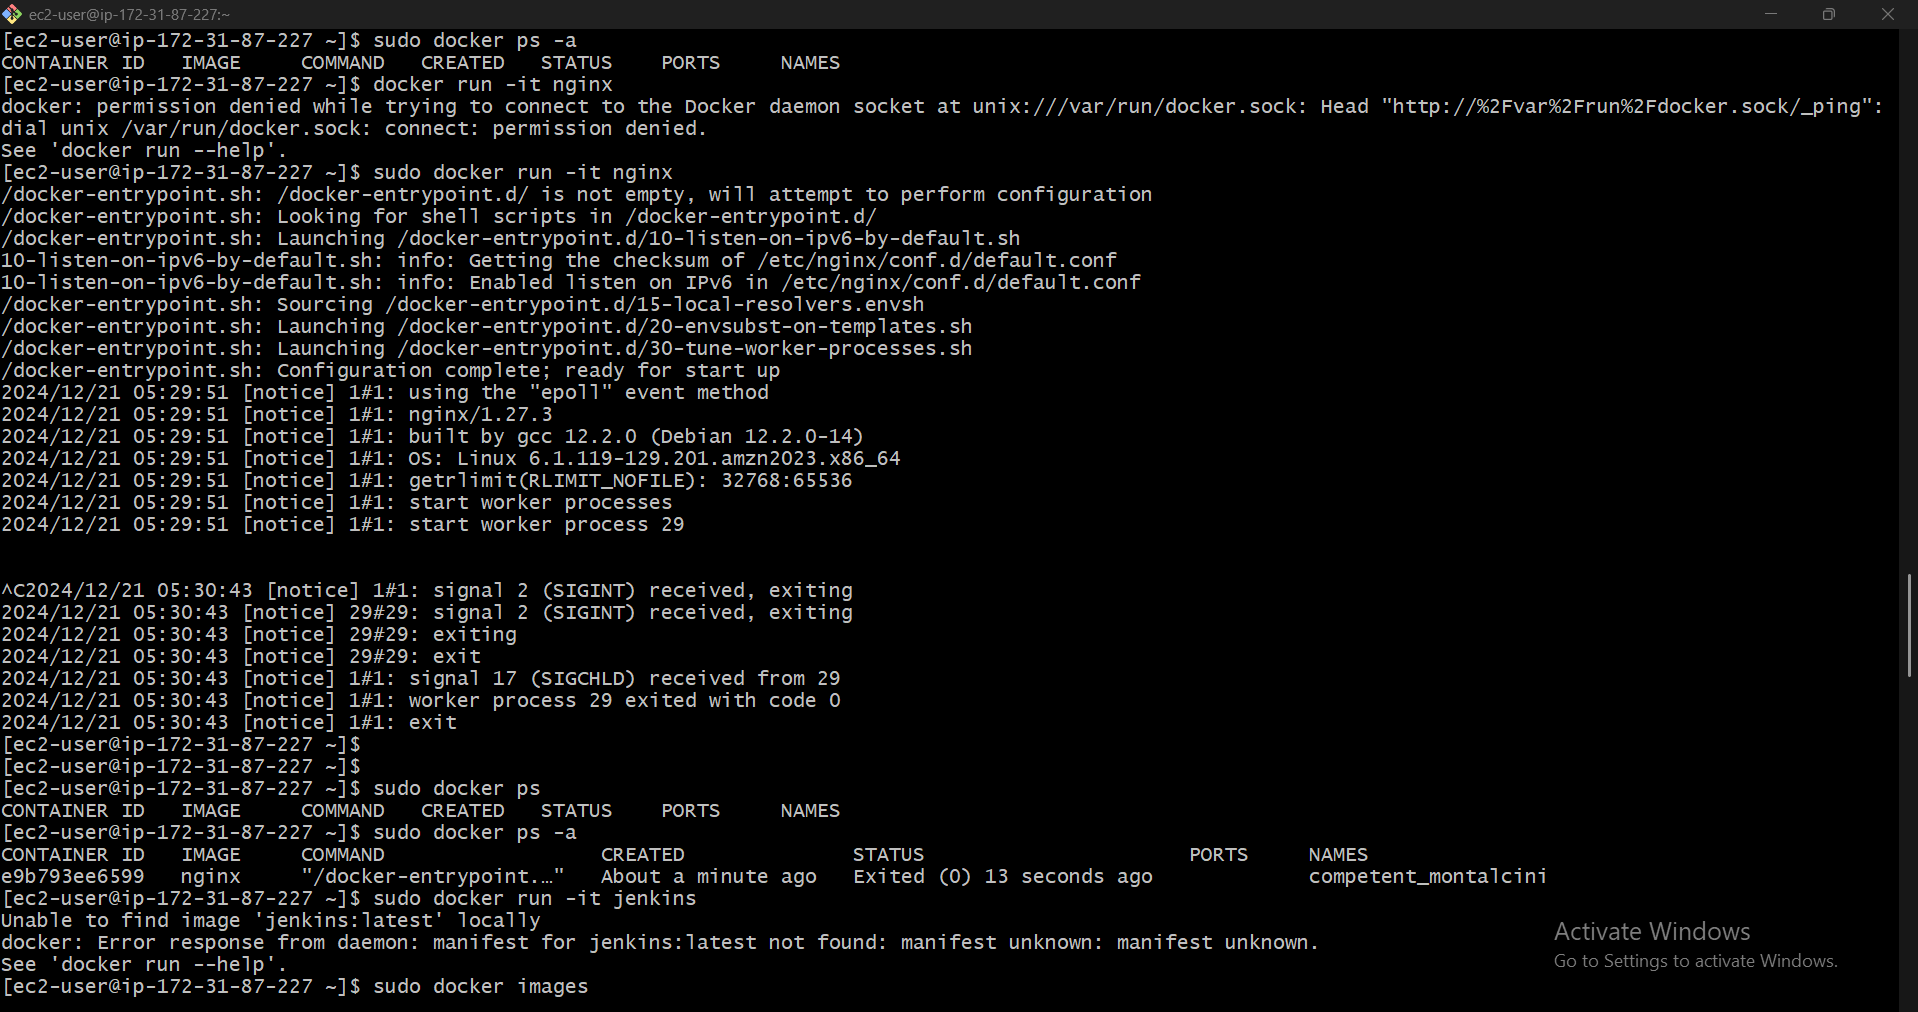 ec2-user@ip-172-31-87-227:~
[ec2-user@ip-172-31-87-227 ~]$ sudo docker ps -a
CONTAINER ID   IMAGE     COMMAND   CREATED   STATUS    PORTS     NAMES
[ec2-user@ip-172-31-87-227 ~]$ docker run -it nginx
docker: permission denied while trying to connect to the Docker daemon socket at unix:///var/run/docker.sock: Head "http://%2Fvar%2Frun%2Fdocker.sock/_ping":
dial unix /var/run/docker.sock: connect: permission denied.
See 'docker run --help'.
[ec2-user@ip-172-31-87-227 ~]$ sudo docker run -it nginx
/docker-entrypoint.sh: /docker-entrypoint.d/ is not empty, will attempt to perform configuration
/docker-entrypoint.sh: Looking for shell scripts in /docker-entrypoint.d/
/docker-entrypoint.sh: Launching /docker-entrypoint.d/10-listen-on-ipv6-by-default.sh
10-listen-on-ipv6-by-default.sh: info: Getting the checksum of /etc/nginx/conf.d/default.conf
10-listen-on-ipv6-by-default.sh: info: Enabled listen on IPv6 in /etc/nginx/conf.d/default.conf
/docker-entrypoint.sh: Sourcing /docker-entrypoint.d/15-local-resolvers.envsh
/docker-entrypoint.sh: Launching /docker-entrypoint.d/20-envsubst-on-templates.sh
/docker-entrypoint.sh: Launching /docker-entrypoint.d/30-tune-worker-processes.sh
/docker-entrypoint.sh: Configuration complete; ready for start up
2024/12/21 05:29:51 [notice] 1#1: using the "epoll" event method
2024/12/21 05:29:51 [notice] 1#1: nginx/1.27.3
2024/12/21 05:29:51 [notice] 1#1: built by gcc 12.2.0 (Debian 12.2.0-14)
2024/12/21 05:29:51 [notice] 1#1: OS: Linux 6.1.119-129.201.amzn2023.x86_64
2024/12/21 05:29:51 [notice] 1#1: getrlimit(RLIMIT_NOFILE): 32768:65536
2024/12/21 05:29:51 [notice] 1#1: start worker processes
2024/12/21 05:29:51 [notice] 1#1: start worker process 29
^C2024/12/21 05:30:43 [notice] 1#1: signal 2 (SIGINT) received, exiting
2024/12/21 05:30:43 [notice] 29#29: signal 2 (SIGINT) received, exiting
2024/12/21 05:30:43 [notice] 29#29: exiting
2024/12/21 05:30:43 [notice] 29#29: exit
2024/12/21 05:30:43 [notice] 1#1: signal 17 (SIGCHLD) received from 29
2024/12/21 05:30:43 [notice] 1#1: worker process 29 exited with code 0
2024/12/21 05:30:43 [notice] 1#1: exit
[ec2-user@ip-172-31-87-227 ~]$
[ec2-user@ip-172-31-87-227 ~]$
[ec2-user@ip-172-31-87-227 ~]$ sudo docker ps
CONTAINER ID   IMAGE     COMMAND   CREATED   STATUS    PORTS     NAMES
[ec2-user@ip-172-31-87-227 ~]$ sudo docker ps -a
CONTAINER ID   IMAGE     COMMAND                  CREATED              STATUS                      PORTS     NAMES
e9b793ee6599   nginx     "/docker-entrypoint.…"   About a minute ago   Exited (0) 13 seconds ago             competent_montalcini
[ec2-user@ip-172-31-87-227 ~]$ sudo docker run -it jenkins
Unable to find image 'jenkins:latest' locally
docker: Error response from daemon: manifest for jenkins:latest not found: manifest unknown: manifest unknown.
See 'docker run --help'.
[ec2-user@ip-172-31-87-227 ~]$ sudo docker images
Activate Windows
Go to Settings to activate Windows.